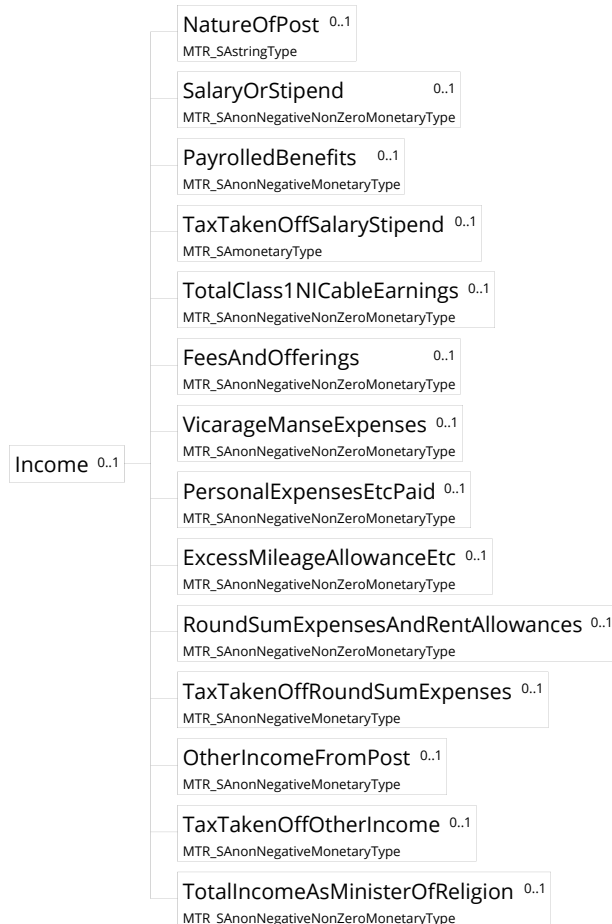 NatureOfPost 0..1
MTR_SAstringType
SalaryOrStipend 0..1
MTR_SAnonNegativeNonZeroMonetaryType
PayrolledBenefits 0..1
MTR_SAnonNegativeMonetaryType
TaxTakenOffSalaryStipend 0..1
MTR_SAmonetaryType
TotalClass1NICableEarnings 0..1
MTR_SAnonNegativeNonZeroMonetaryType
FeesAndOfferings 0..1
MTR_SAnonNegativeNonZeroMonetaryType
VicarageManseExpenses 0..1
MTR_SAnonNegativeNonZeroMonetaryType
Income 0..1
PersonalExpensesEtcPaid 0..1
MTR_SAnonNegativeNonZeroMonetaryType
ExcessMileageAllowanceEtc 0..1
MTR_SAnonNegativeNonZeroMonetaryType
RoundSumExpensesAndRentAllowances 0..1
MTR_SAnonNegativeNonZeroMonetaryType
TaxTakenOffRoundSumExpenses 0..1
MTR_SAnonNegativeMonetaryType
OtherIncomeFromPost 0..1
MTR_SAnonNegativeMonetaryType
TaxTakenOffOtherIncome 0..1
MTR_SAnonNegativeMonetaryType
TotalIncomeAsMinisterOfReligion 0..1
MTR_SAnonNegativeNonZeroMonetaryType